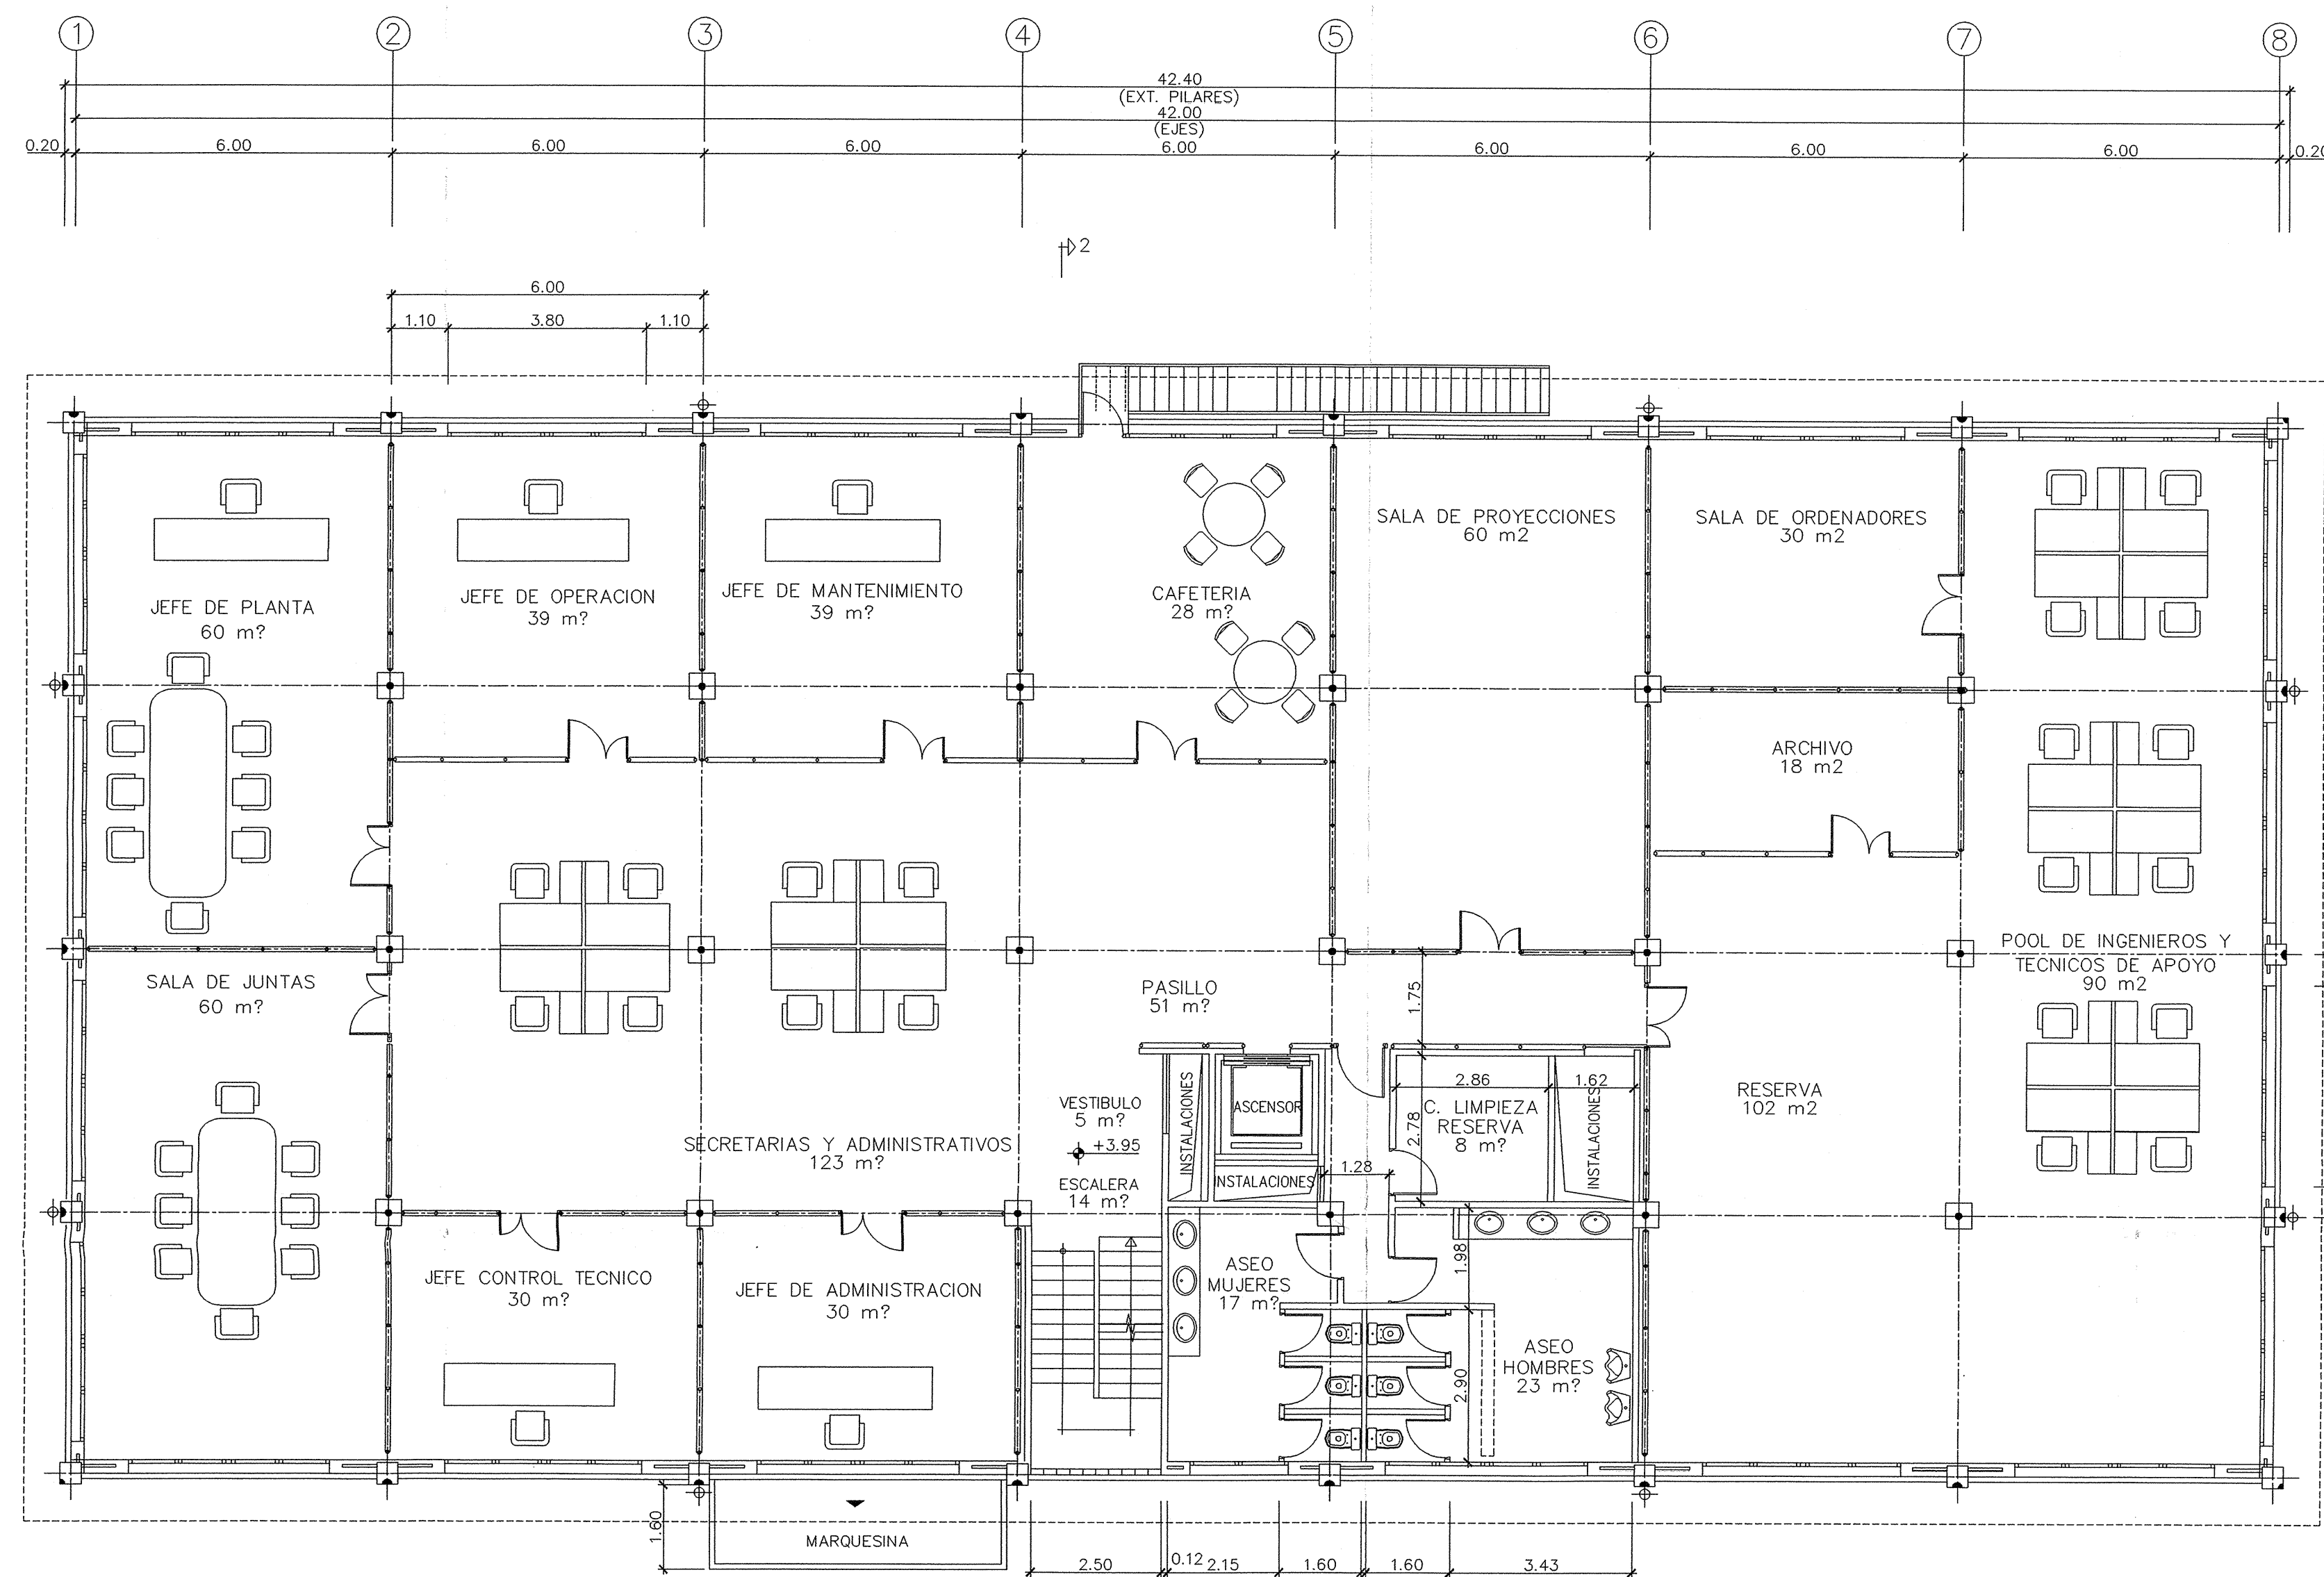 1 2 3 4 5 6 7 8
42.40
(EXT. PILARES)
42.00
(EJES)
0.20 6.00 6.00 6.00 6.00 6.00 6.00 6.00 0.20
2
6.00
1.10 3.80 1.10
SALA DE PROYECCIONES
60 m2
SALA DE ORDENADORES
30 m2
JEFE DE PLANTA
60 m?
JEFE DE OPERACION
39 m?
JEFE DE MANTENIMIENTO
39 m?
CAFETERIA
28 m?
ARCHIVO
18 m2
POOL DE INGENIEROS Y
TECNICOS DE APOYO
90 m2
SALA DE JUNTAS
60 m?
PASILLO
51 m?
1.75
VESTIBULO
5 m?
+3.95
ESCALERA
14 m?
INSTALACIONES
ASCENSOR
INSTALACIONES
2.86 1.62
2.78
C. LIMPIEZA
RESERVA
8 m?
INSTALACIONES
1.28
RESERVA
102 m2
SECRETARIAS Y ADMINISTRATIVOS
123 m?
JEFE CONTROL TECNICO
30 m?
JEFE DE ADMINISTRACION
30 m?
ASEO
MUJERES
17 m?
1.98
2.90
ASEO
HOMBRES
23 m?
1.60
MARQUESINA
2.50 0.12 2.15 1.60 1.60 3.43